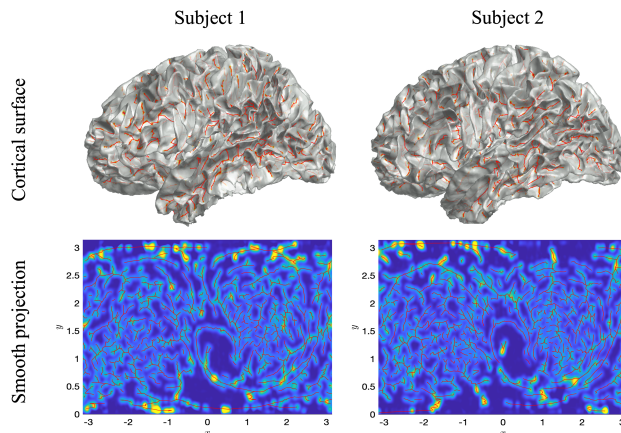 Subject 1
Subject 2
Cortical surface
Smooth projection
3
2.5
2
1.5
1
0.5
0
y
-3 -2 -1 0 1 2 3
x
3
2.5
2
1.5
1
0.5
0
y
-3 -2 -1 0 1 2 3
x